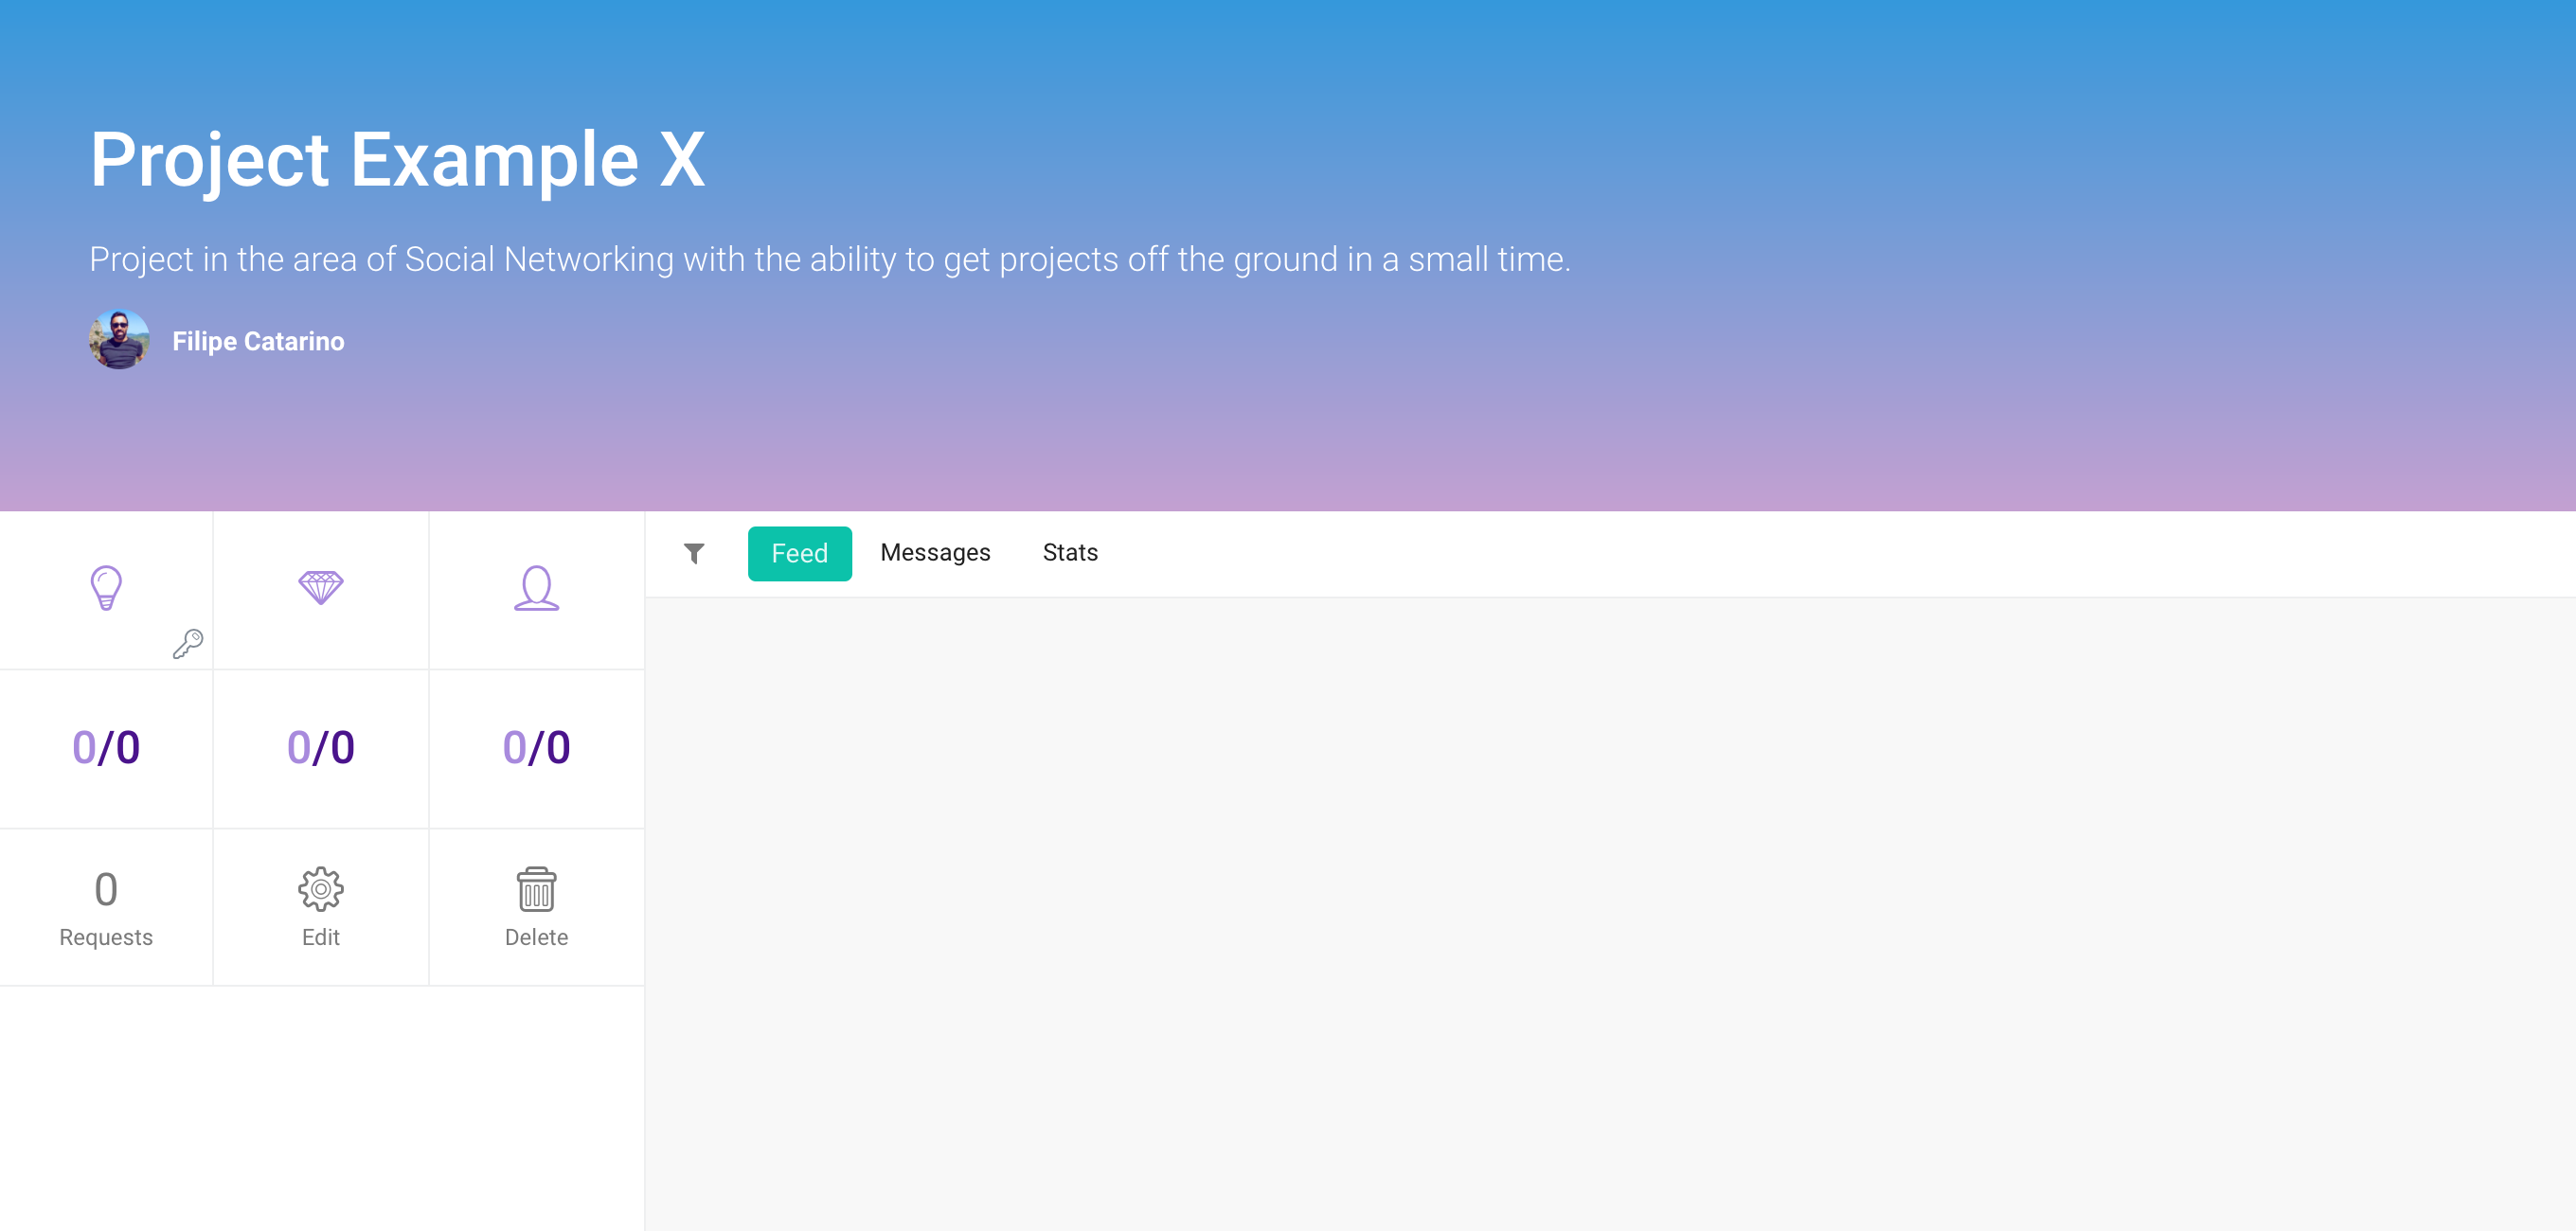 Project Example X
Project in the area of Social Networking with the ability to get projects off the ground in a small time.
Filipe Catarino
Feed Messages Stats
0/0 0/0 0/0
0
Requests Edit Delete